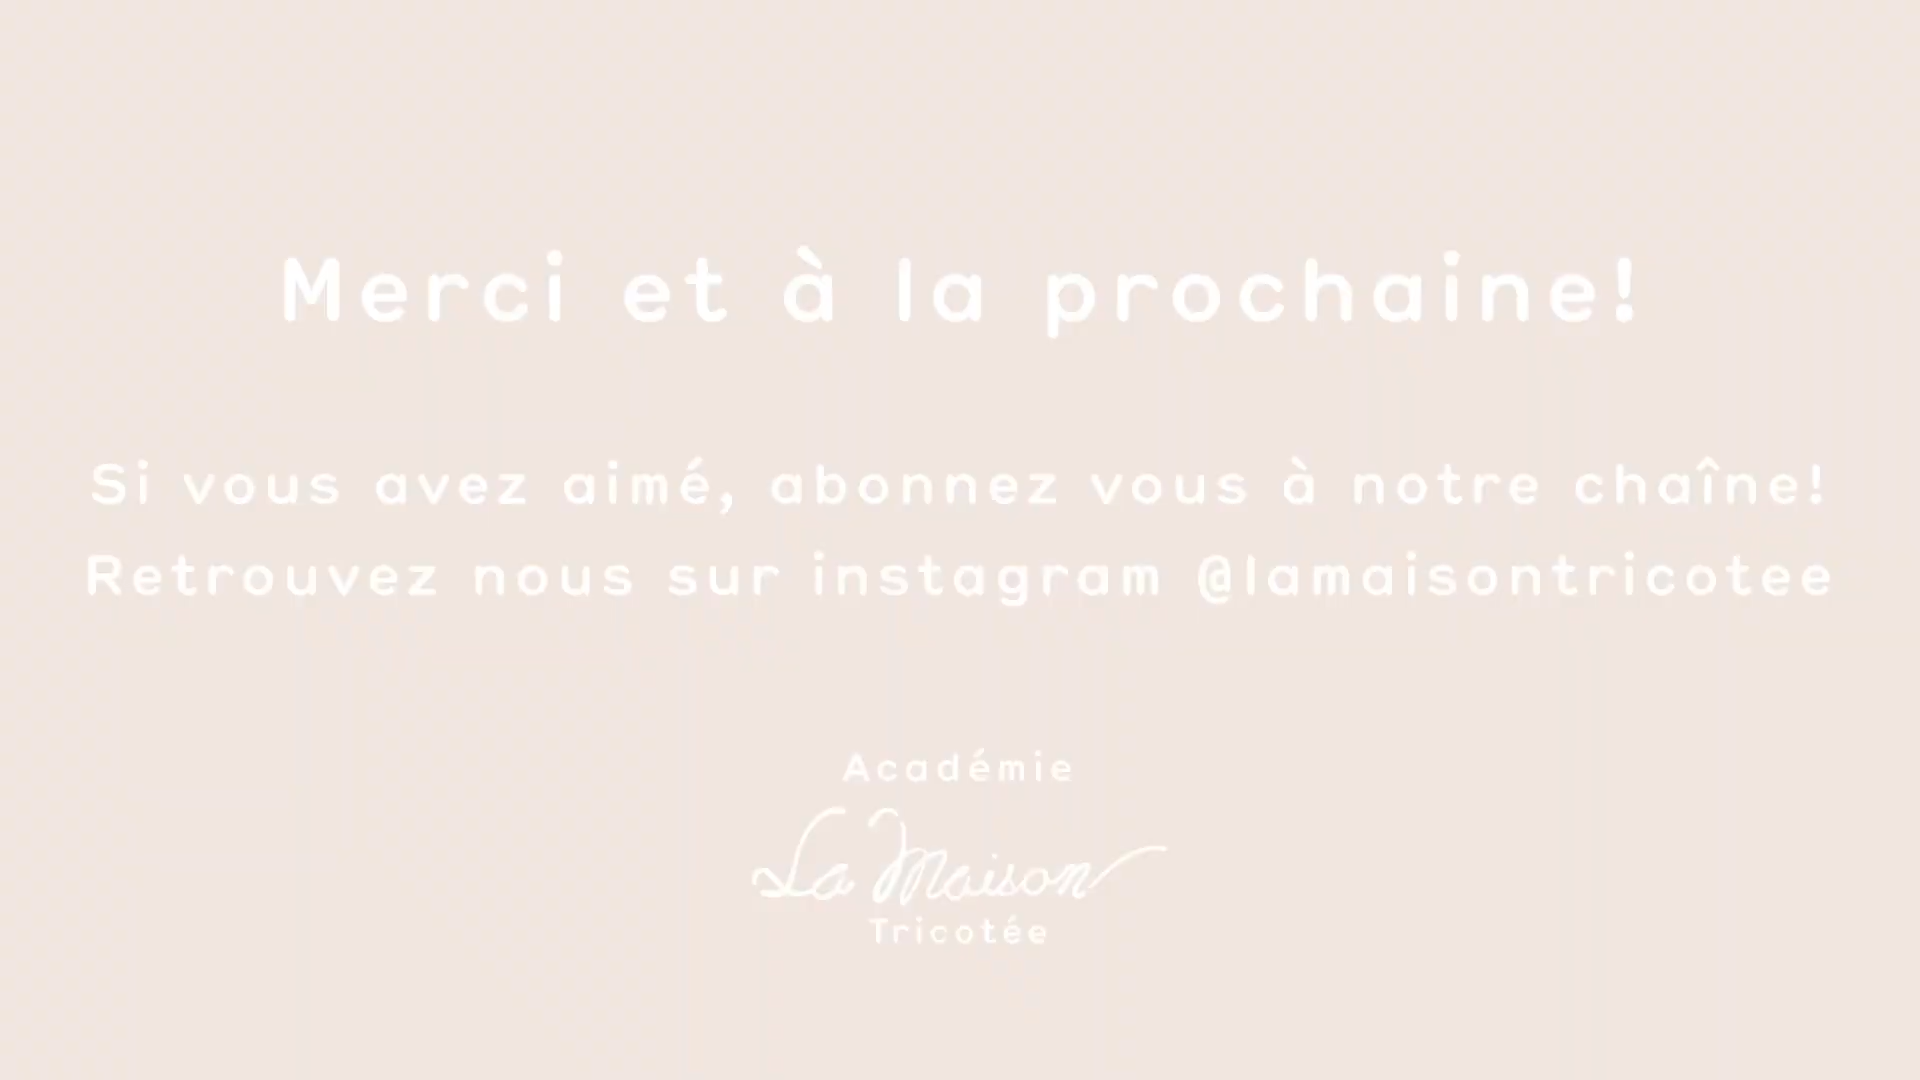 Merci et à la prochaine!
Si vous avez aimé, abonnez vous à notre chaîne!
Retrouvez nous sur instagram @lamaisontricotee
Académie
La Maison
Tricotée